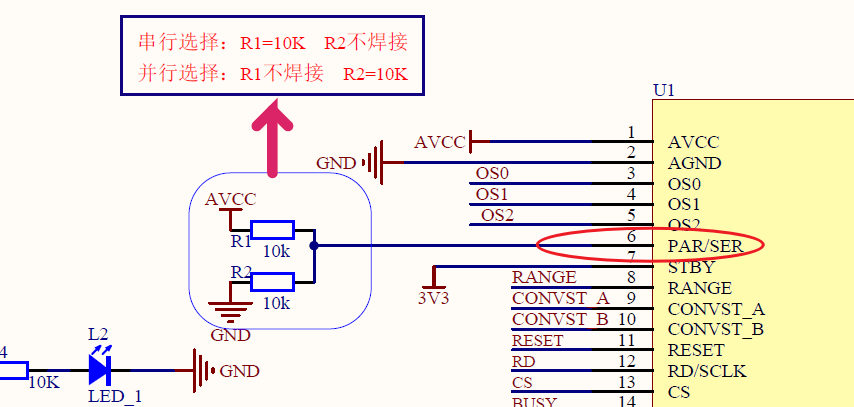 串行选择：R1=10K R2不焊接
并行选择：R1不焊接 R2=10K
U1
AVCC
1
AVCC
GND
2
AGND
OS0
3
OS0
OS1
4
OS1
OS2
5
OS2
AVCC
R1
10k
R2
10k
GND
6
PAR/SER
7
STBY
3V3
RANGE
8
RANGE
CONVST_A
9
CONVST_A
CONVST_B
10
CONVST_B
RESET
11
RESET
RD
12
RD/SCLK
CS
13
CS
BUSY
14
4
10K
L2
LED_1
GND